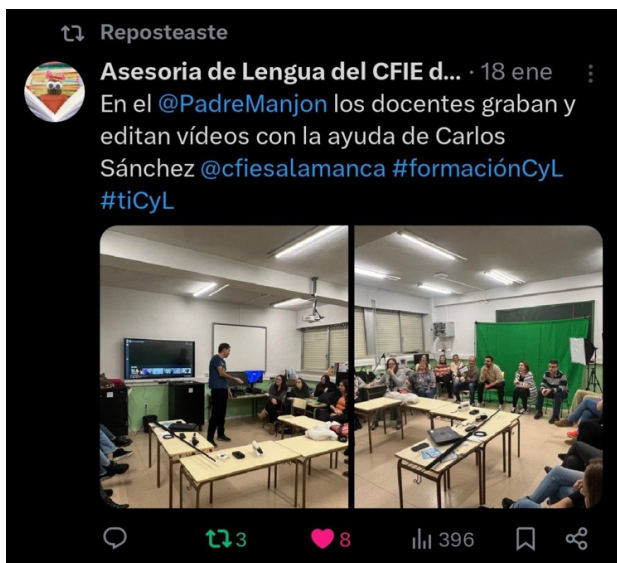 Reposteaste
Asesoria de Lengua del CFIE d... · 18 ene
En el @PadreManjon los docentes graban y
editan vídeos con la ayuda de Carlos
Sánchez @cfiesalamanca #formaciónCyL
#tiCyL
3 8 396